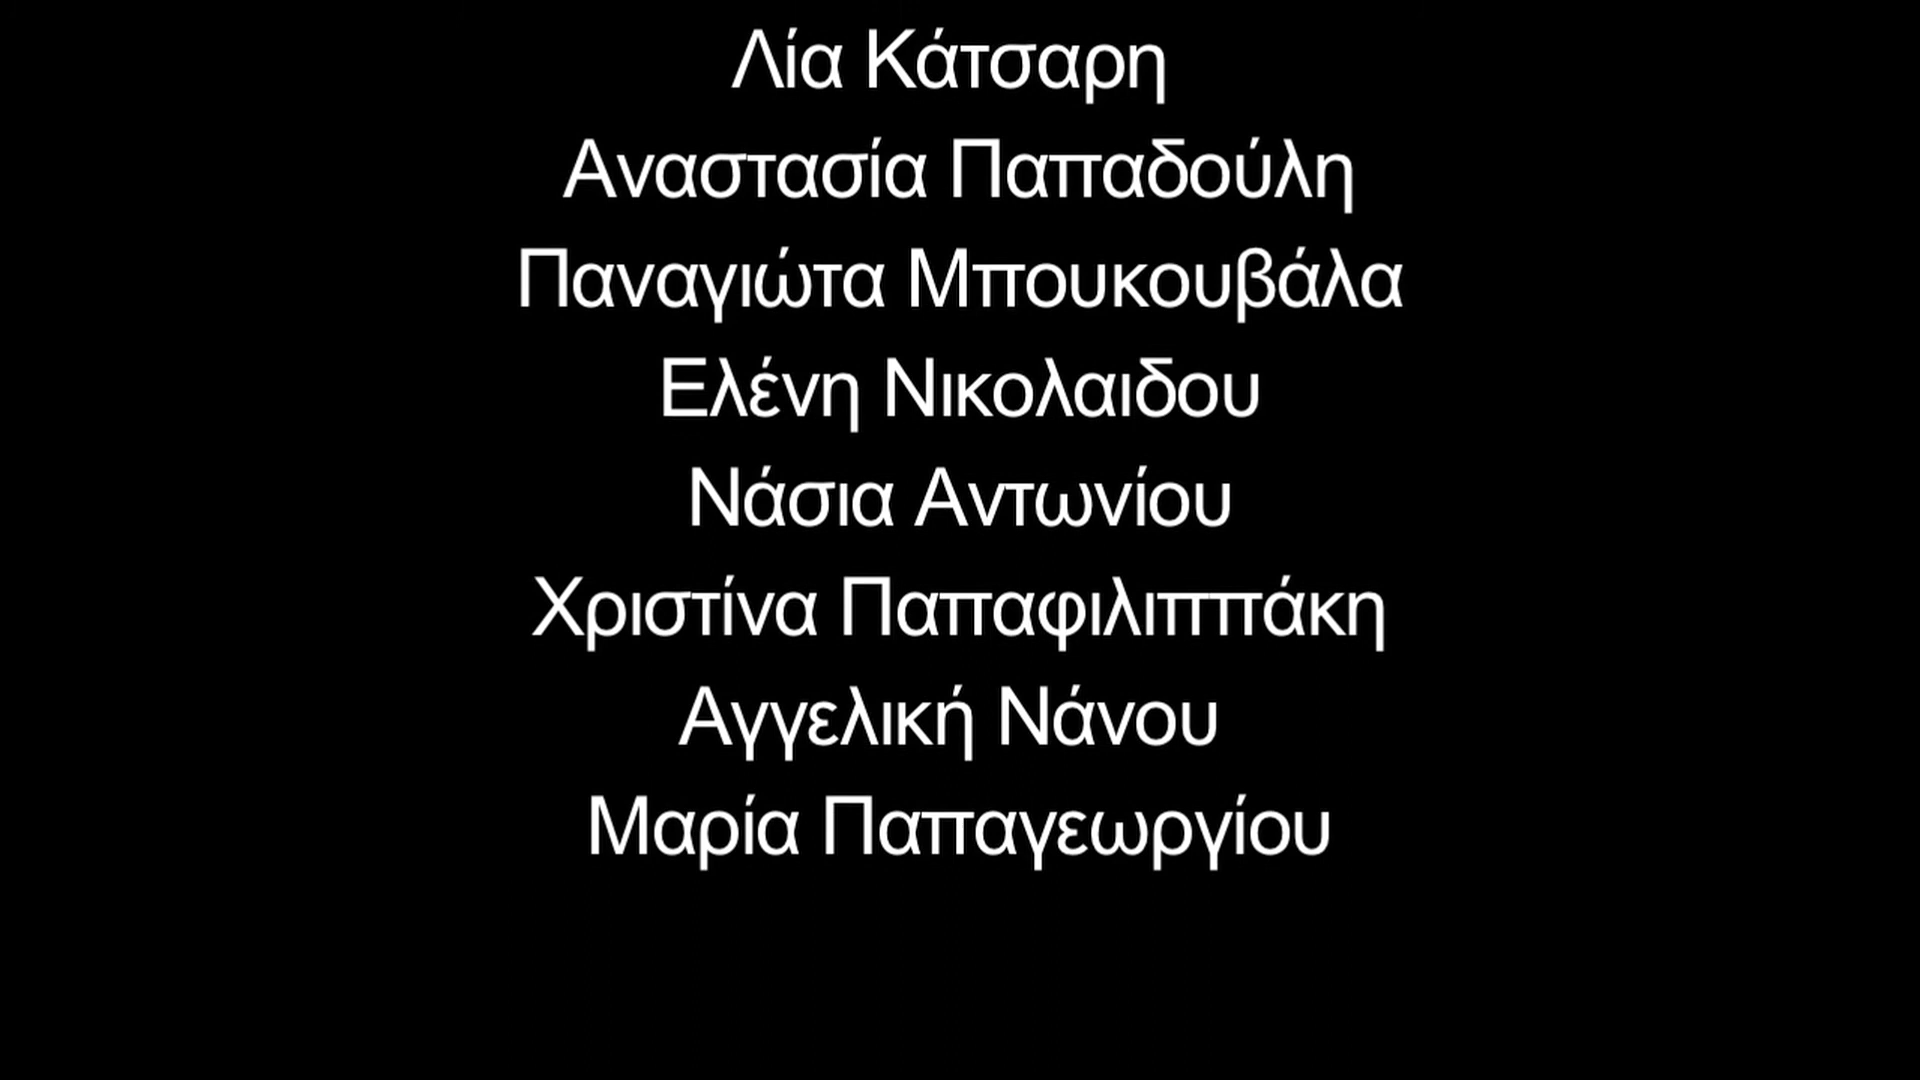 Λία Κάτσαρη
Αναστασία Παπαδούλη
Παναγιώτα Μπουκουβάλα
Ελένη Νικολαιδου
Νάσια Αντωνίου
Χριστίνα Παπαφιλιππάκη
Αγγελική Νάνου
Μαρία Παπαγεωργίου